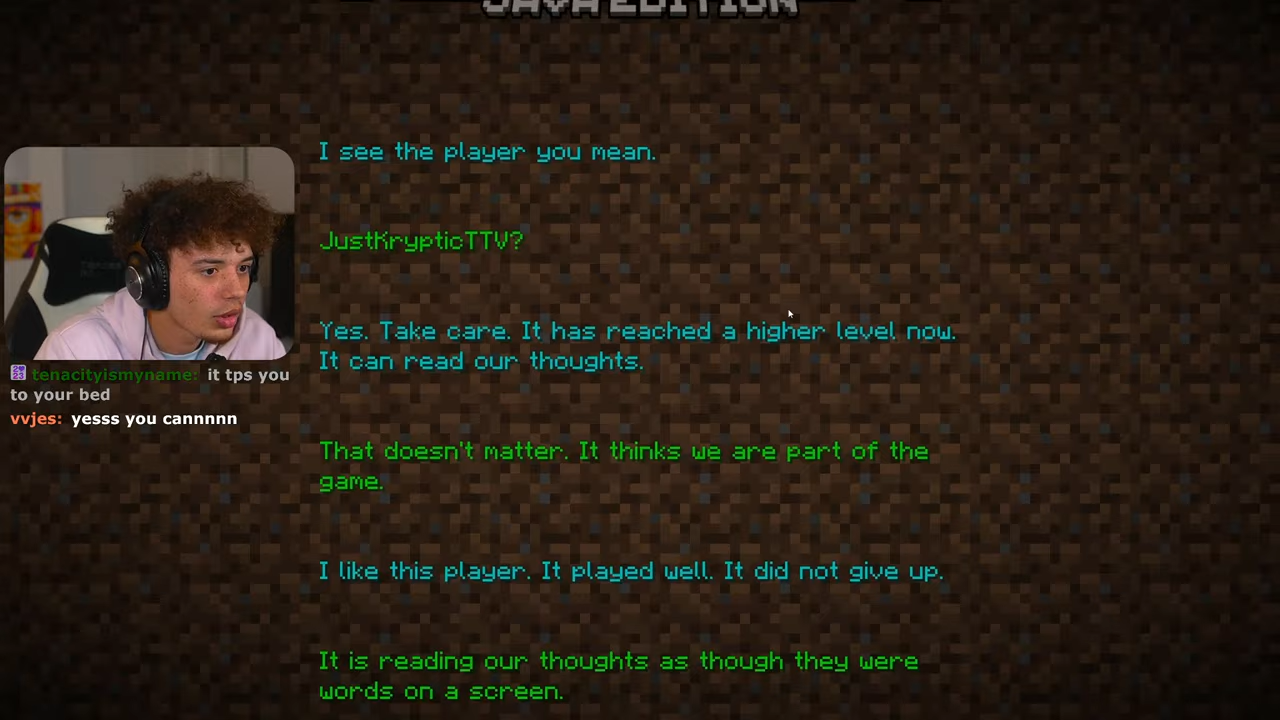 JAVA EDITION
I see the player you mean.
JustKrypticTTV?
Yes. Take care. It has reached a higher level now.
It can read our thoughts.
That doesn't matter. It thinks we are part of the
game.
I like this player. It played well. It did not give up.
It is reading our thoughts as though they were
words on a screen.
tenacityismyname: it tps you
to your bed
vvjes: yesss you cannnnn